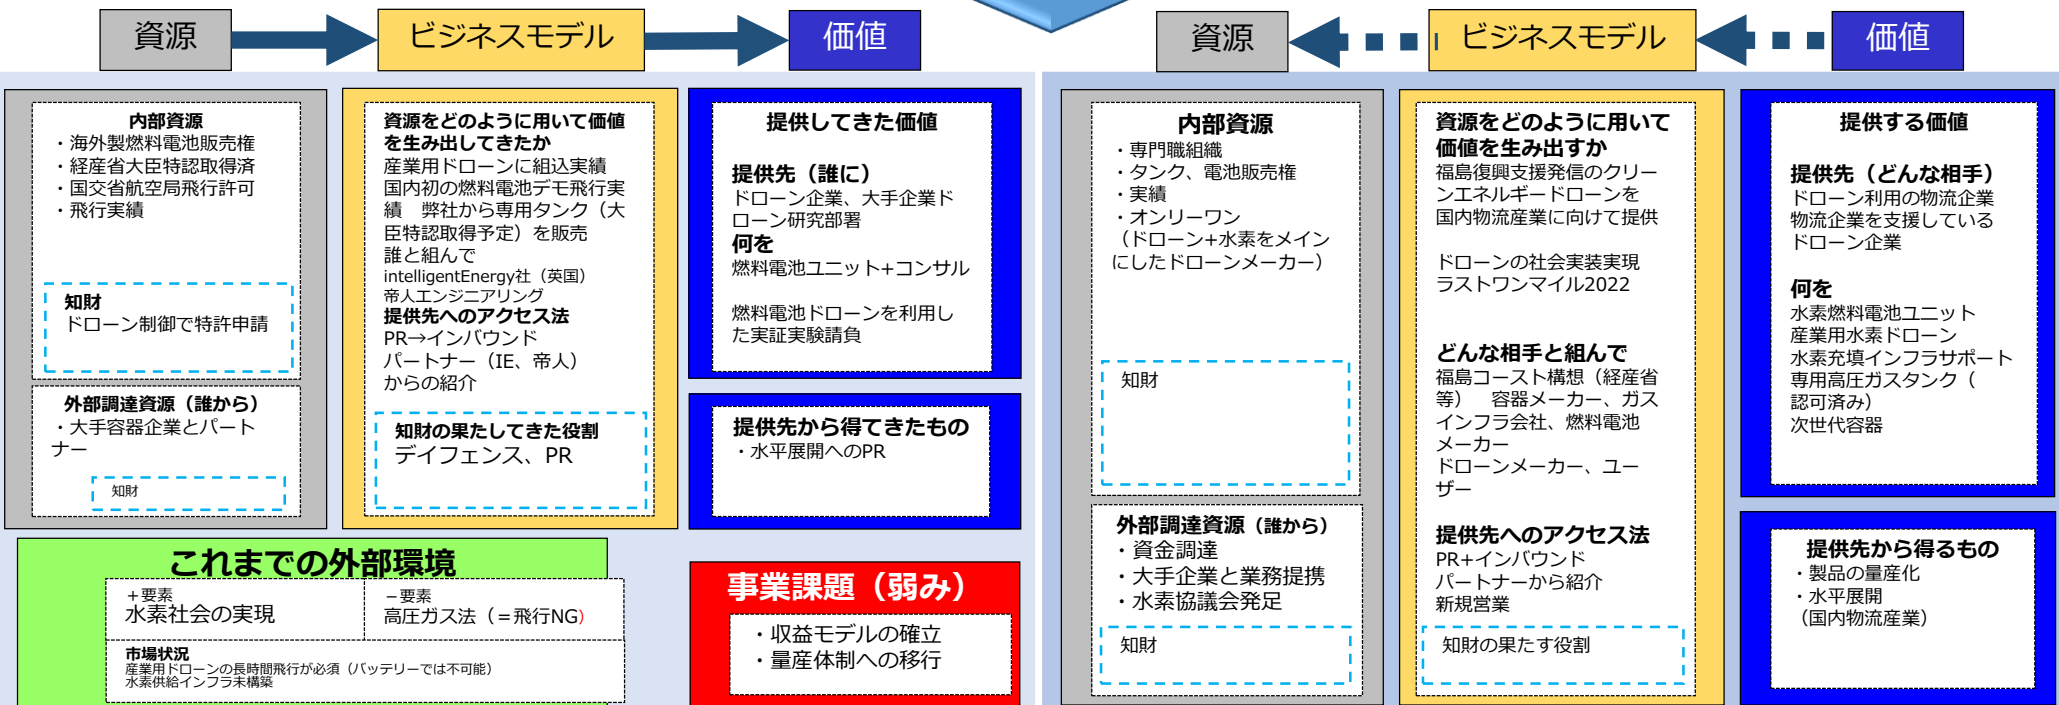 資源
ビジネスモデル
価値
内部資源
・海外製燃料電池販売権
・経産省大臣特認取得済
・国交省航空局飛行許可
・飛行実績
知財
ドローン制御で特許申請
外部調達資源（誰から）
・大手容器企業とパート
ナー
知財
資源をどのように用いて価値
を生み出してきたか
産業用ドローンに組込実績
国内初の燃料電池デモ飛行実
績　弊社から専用タンク（大
臣特認取得予定）を販売
誰と組んで
intelligentEnergy社（英国）
帝人エンジニアリング
提供先へのアクセス法
PR→インバウンド
パートナー（IE、帝人）
からの紹介
知財の果たしてきた役割
デイフェンス、PR
提供してきた価値
提供先（誰に）
ドローン企業、大手企業ド
ローン研究部署
何を
燃料電池ユニット+コンサル
燃料電池ドローンを利用し
た実証実験請負
提供先から得てきたもの
・水平展開へのPR
これまでの外部環境
＋要素
水素社会の実現
－要素
高圧ガス法（＝飛行NG）
市場状況
産業用ドローンの長時間飛行が必須（バッテリーでは不可能）
水素供給インフラ未構築
事業課題（弱み）
・収益モデルの確立
・量産体制への移行
資源
ビジネスモデル
価値
内部資源
・専門職組織
・タンク、電池販売権
・実績
・オンリーワン
（ドローン+水素をメイン
にしたドローンメーカー）
知財
外部調達資源（誰から）
・資金調達
・大手企業と業務提携
・水素協議会発足
知財
資源をどのように用いて
価値を生み出すか
福島復興支援発信のクリー
ンエネルギードローンを
国内物流産業に向けて提供
ドローンの社会実装実現
ラストワンマイル2022
どんな相手と組んで
福島コースト構想（経産省
等）　容器メーカー、ガス
インフラ会社、燃料電池
メーカー
ドローンメーカー、ユー
ザー
提供先へのアクセス法
PR+インバウンド
パートナーから紹介
新規営業
知財の果たす役割
提供する価値
提供先（どんな相手）
ドローン利用の物流企業
物流企業を支援している
ドローン企業
何を
水素燃料電池ユニット
産業用水素ドローン
水素充填インフラサポート
専用高圧ガスタンク（
認可済み）
次世代容器
提供先から得るもの
・製品の量産化
・水平展開
（国内物流産業）